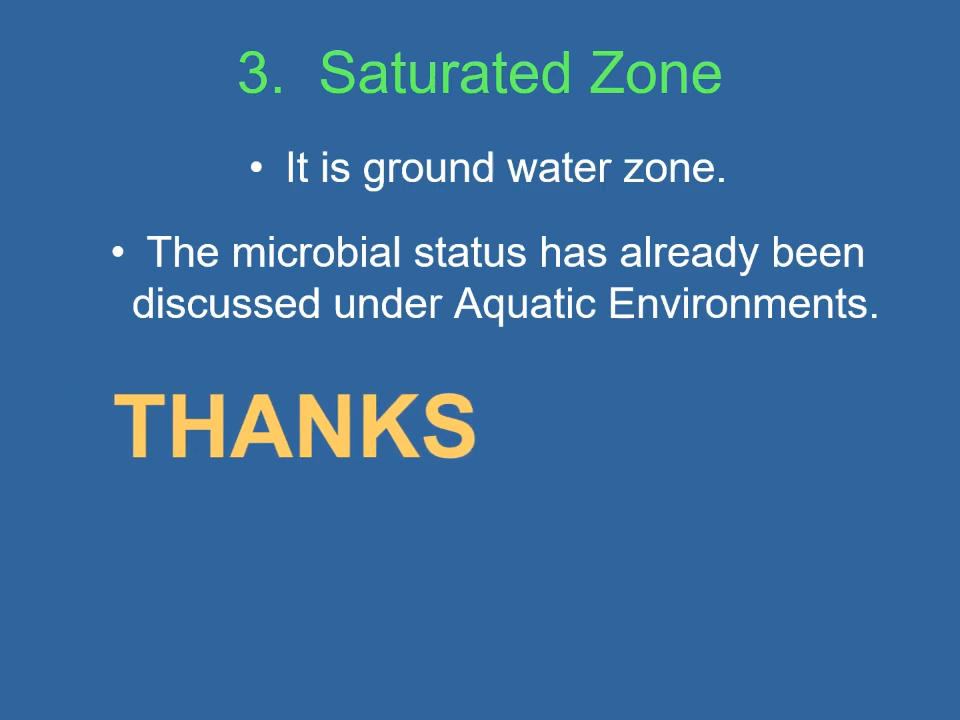 3. Saturated Zone
• It is ground water zone.
• The microbial status has already been
discussed under Aquatic Environments.
THANKS